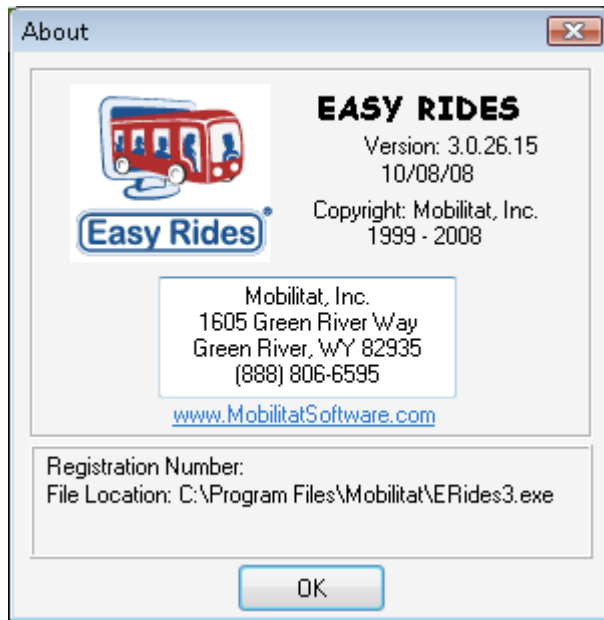 About
EASY RIDES
Version: 3.0.26.15
10/08/08
Copyright: Mobilitat, Inc.
1999 - 2008
Easy Rides®
Mobilitat, Inc.
1605 Green River Way
Green River, WY 82935
(888) 806-6595
www.MobilitatSoftware.com
Registration Number:
File Location: C:\Program Files\Mobilitat\ERides3.exe
OK